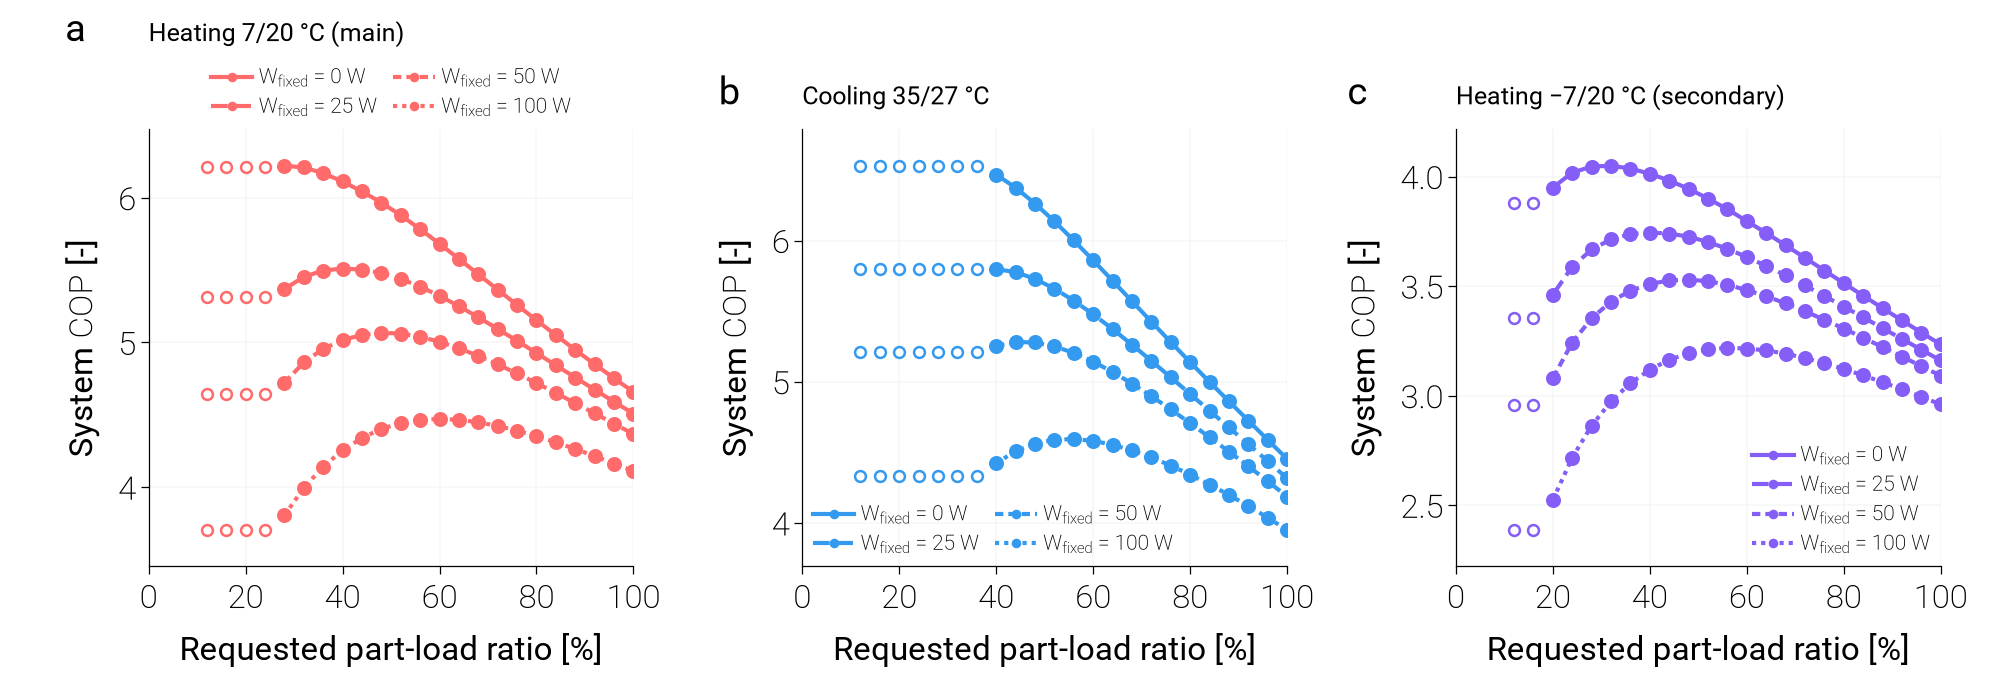 a
Heating 7/20 °C (main)
Wfixed = 0 W
Wfixed = 50 W
Wfixed = 25 W
Wfixed = 100 W
6
5
4
System COP [-]
0 20 40 60 80 100
Requested part-load ratio [%]
b
Cooling 35/27 °C
6
5
4
System COP [-]
Wfixed = 0 W
Wfixed = 50 W
Wfixed = 25 W
Wfixed = 100 W
0 20 40 60 80 100
Requested part-load ratio [%]
c
Heating −7/20 °C (secondary)
4.0
3.5
3.0
2.5
System COP [-]
Wfixed = 0 W
Wfixed = 25 W
Wfixed = 50 W
Wfixed = 100 W
0 20 40 60 80 100
Requested part-load ratio [%]